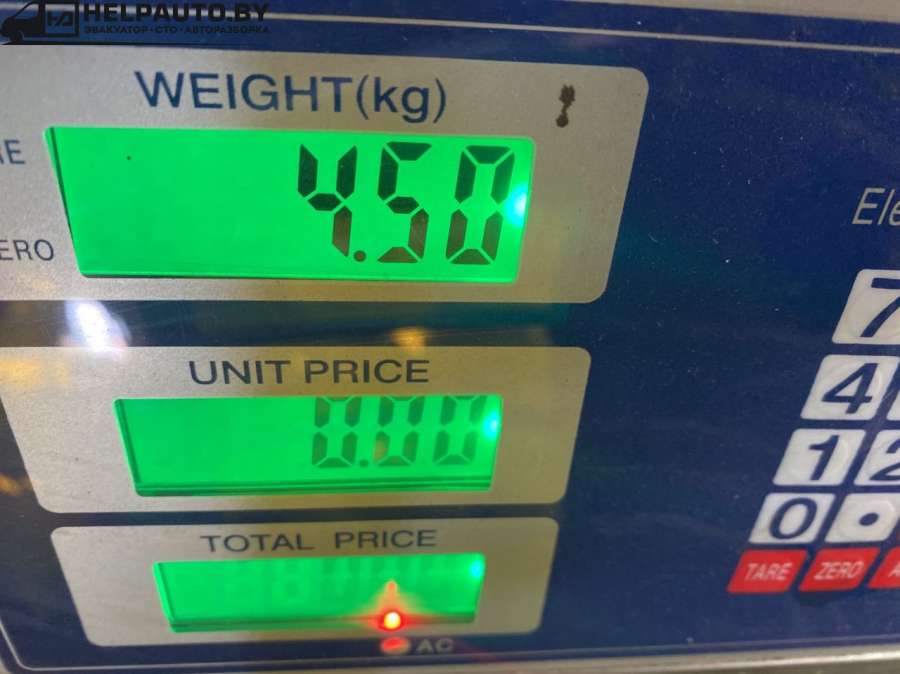 HELPAUTO.BY
ЭВАКУАТОР•СТО•АВТОРАЗБОРКА
WEIGHT(kg)
4.50
ERO
UNIT PRICE
0.00
TOTAL PRICE
AC
7
4
1 2
0 •
TARE ZERO